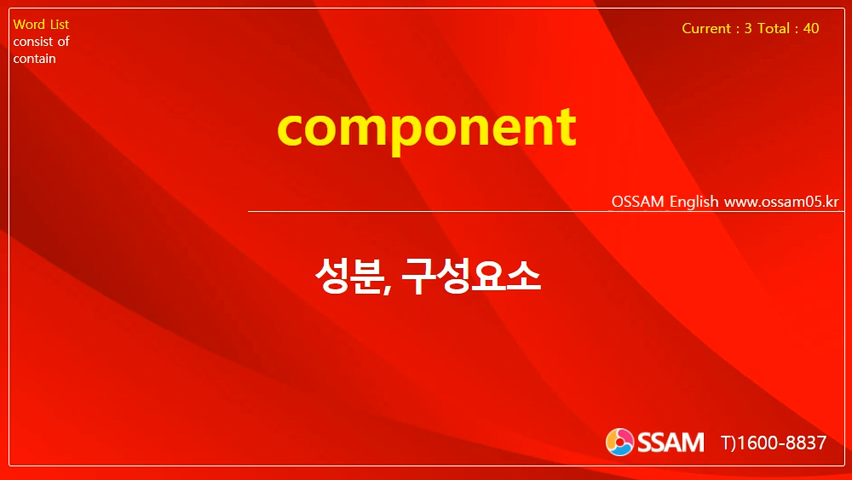 Word List
consist of
contain
Current : 3 Total : 40
component
OSSAM English www.ossam05.kr
성분, 구성요소
OSSAM T)1600-8837